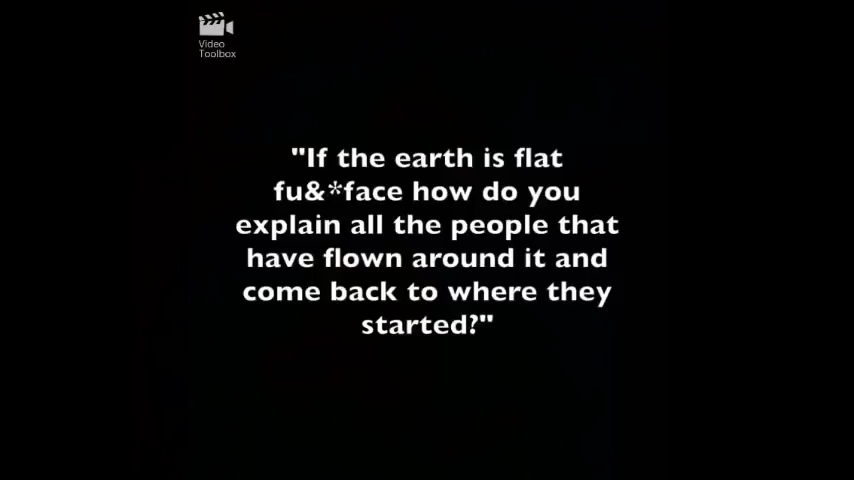 Video
Toolbox
"If the earth is flat
fu&*face how do you
explain all the people that
have flown around it and
come back to where they
started?"